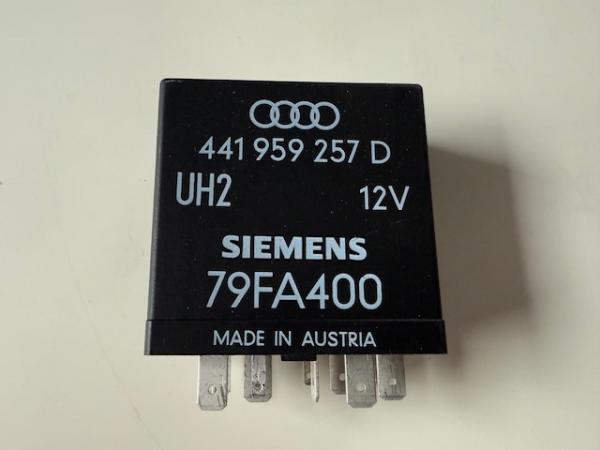 441 959 257 D
UH2 12V
SIEMENS
79FA400
MADE IN AUSTRIA